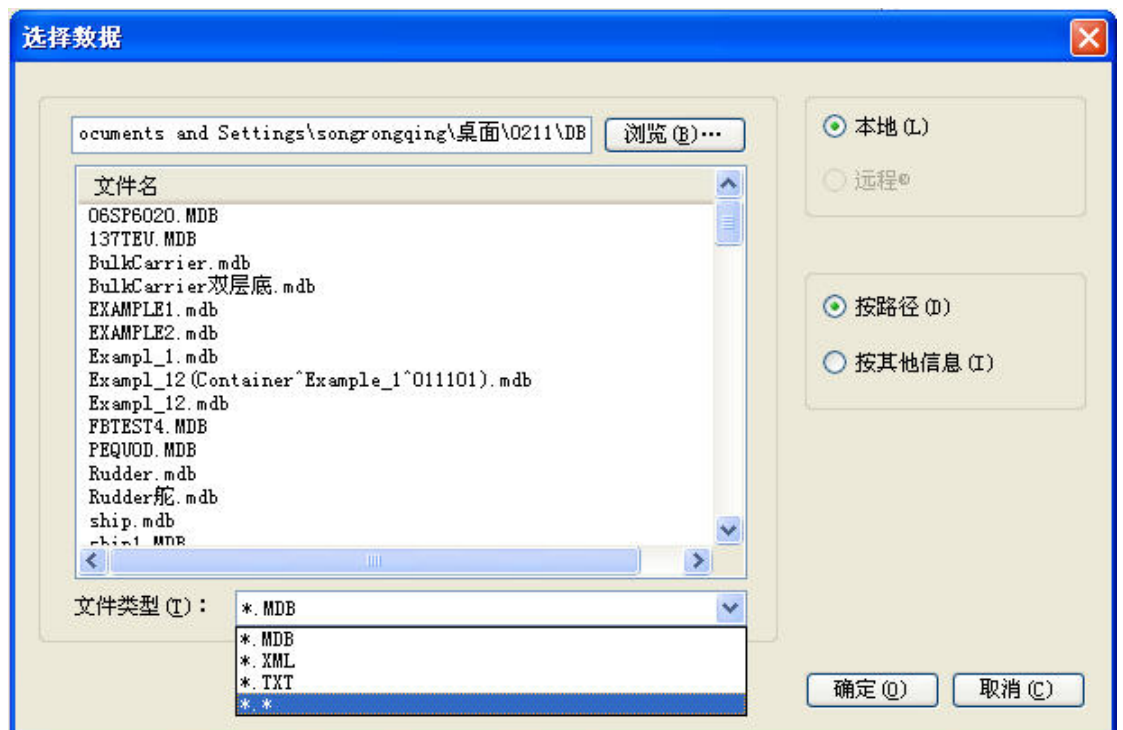 选择数据
ocuments and Settings\songrongqing\桌面\0211\DB
浏览(B)…
本地(L)
远程©
文件名
06SP6020.MDB
137TEU.MDB
BulkCarrier.mdb
BulkCarrier双层底.mdb
EXAMPLE1.mdb
EXAMPLE2.mdb
Exampl_1.mdb
Exampl_12(Container^Example_1^011101).mdb
Exampl_12.mdb
FBTEST4.MDB
PEQUOD.MDB
Rudder.mdb
Rudder舵.mdb
ship.mdb
ship1.MDB
按路径(D)
按其他信息(I)
文件类型(T)：
*.MDB
*.MDB
*.XML
*.TXT
*.*
确定(O)
取消(C)